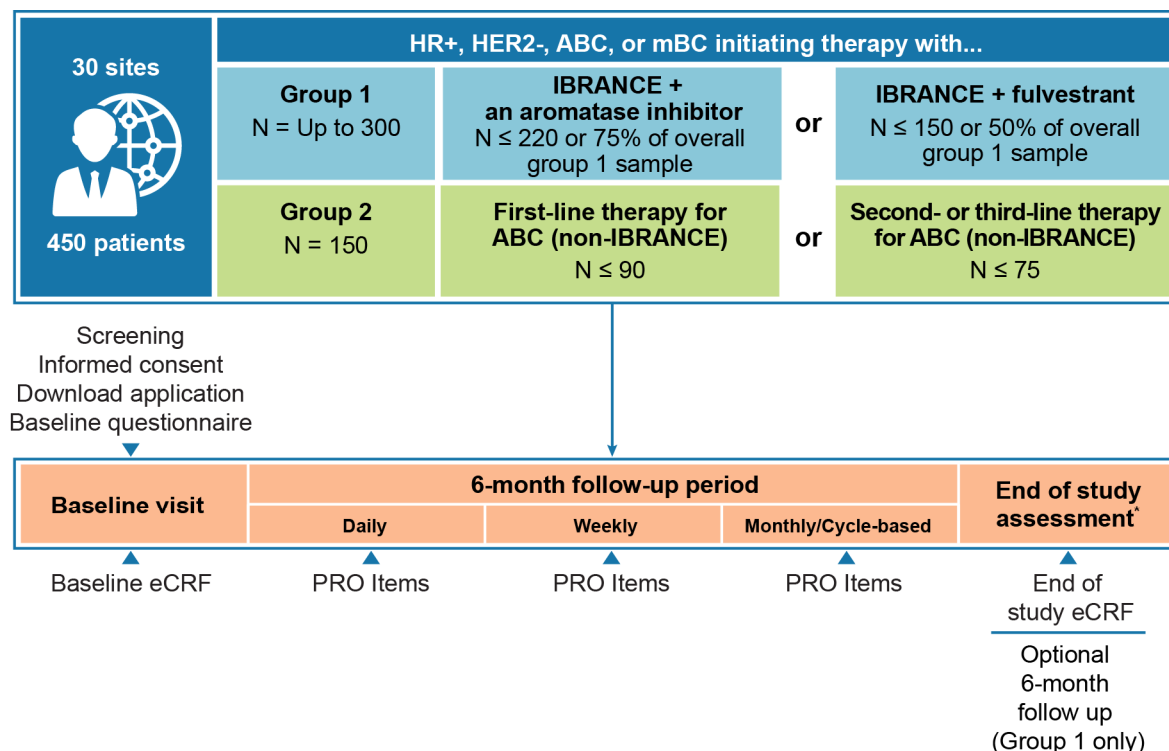 30 sites
450 patients
HR+, HER2-, ABC, or mBC initiating therapy with...
Group 1
N = Up to 300
IBRANCE +
an aromatase inhibitor
N ≤ 220 or 75% of overall
group 1 sample
or
IBRANCE + fulvestrant
N ≤ 150 or 50% of overall
group 1 sample
Group 2
N = 150
First-line therapy for
ABC (non-IBRANCE)
N ≤ 90
or
Second- or third-line therapy
for ABC (non-IBRANCE)
N ≤ 75
Screening
Informed consent
Download application
Baseline questionnaire
Baseline visit
6-month follow-up period
Daily
Weekly
Monthly/Cycle-based
End of study
assessment*
Baseline eCRF
PRO Items
PRO Items
PRO Items
End of
study eCRF
Optional
6-month
follow up
(Group 1 only)